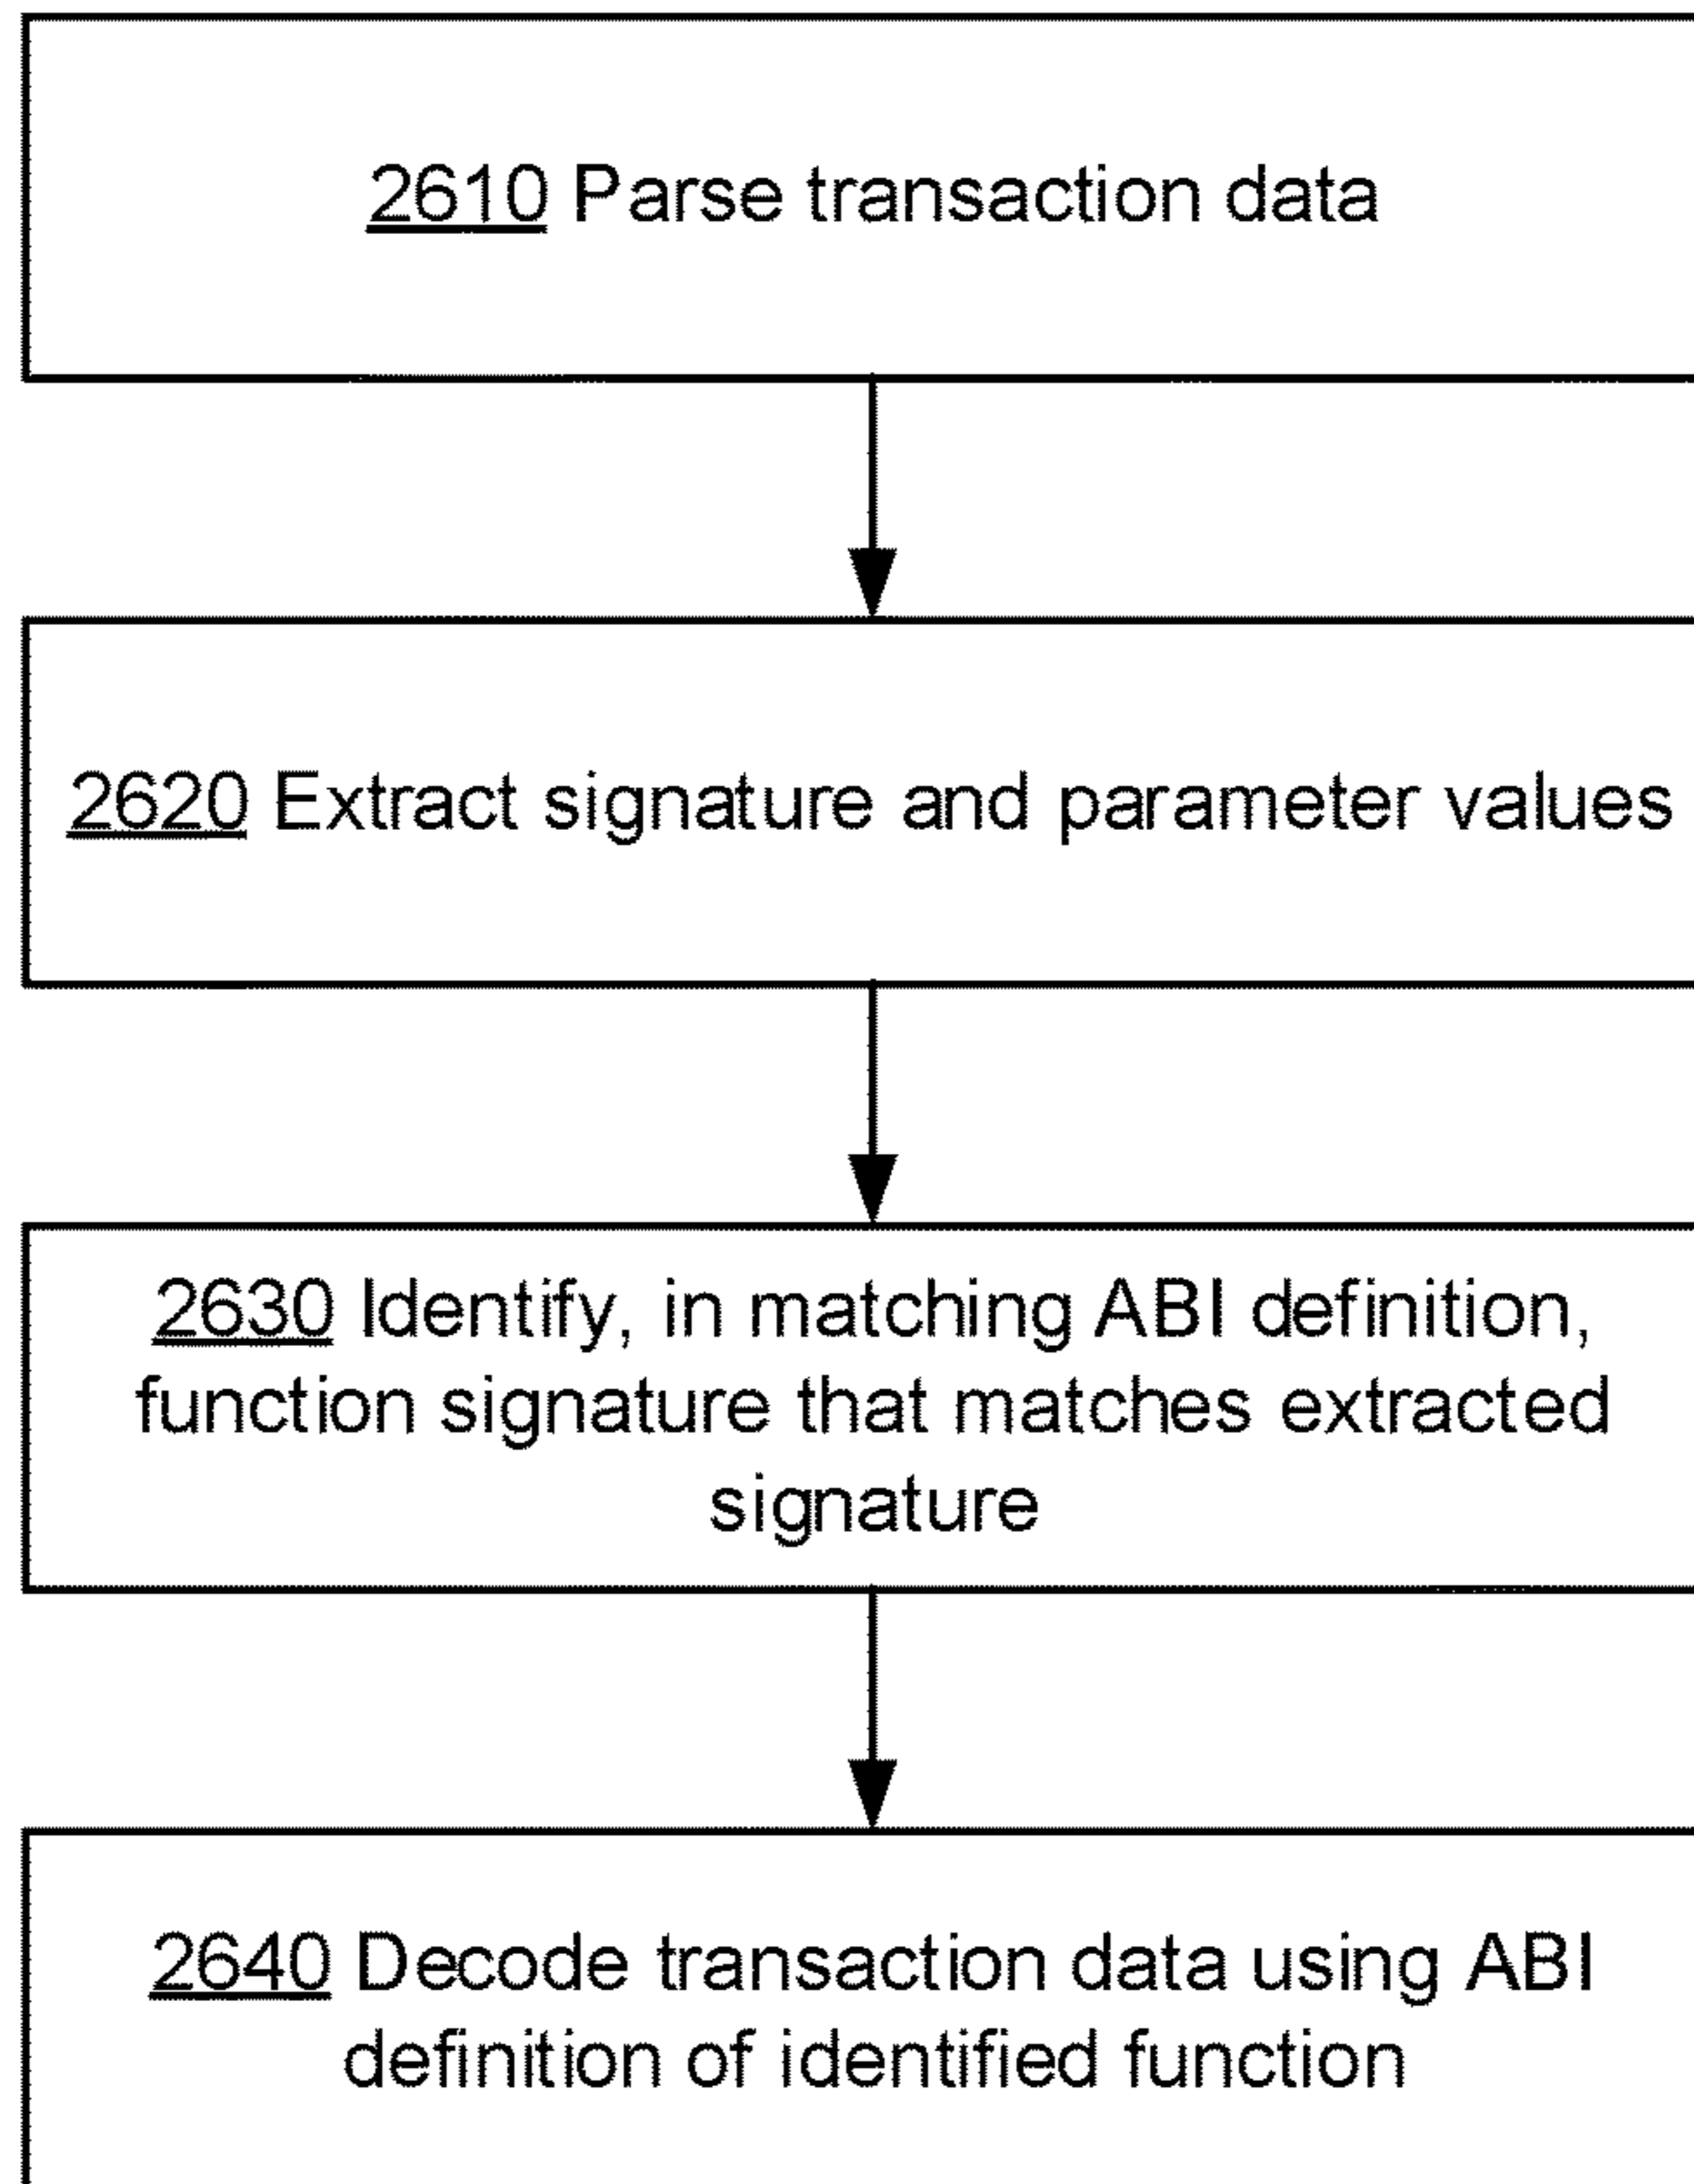 2610 Parse transaction data
2620 Extract signature and parameter values
2630 Identify, in matching ABI definition,
function signature that matches extracted
signature
2640 Decode transaction data using ABI
definition of identified function